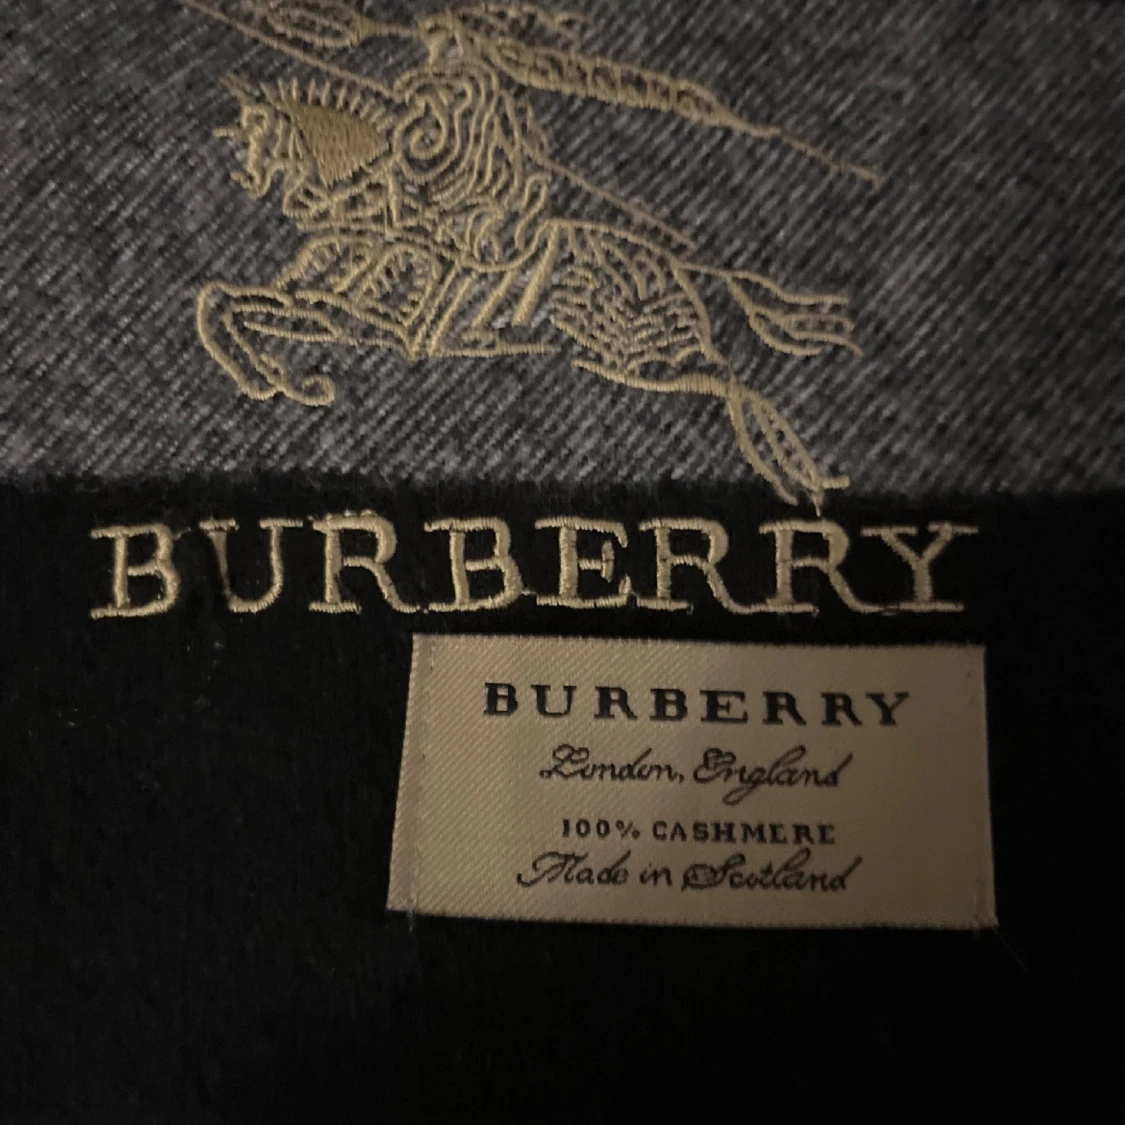 BURBERRY
BURBERRY
London, England
100% CASHMERE
Made in Scotland